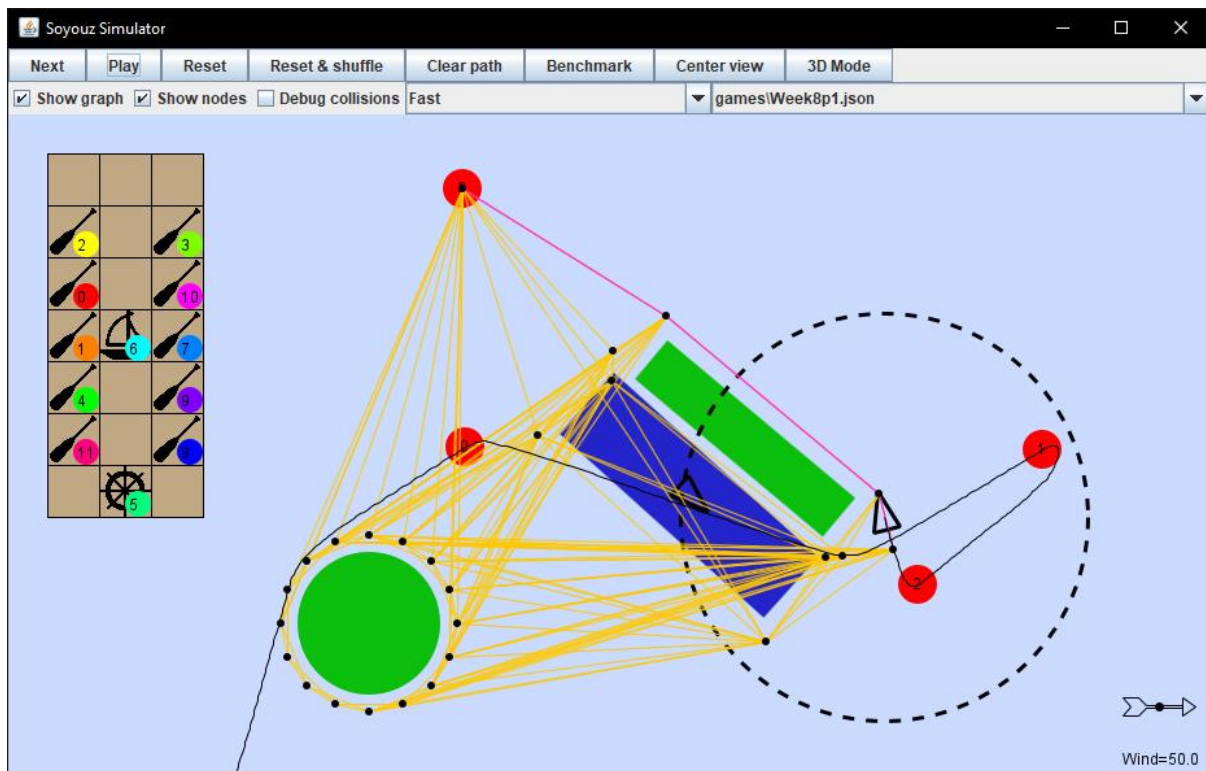 Soyouz Simulator
Next Play Reset Reset & shuffle Clear path Benchmark Center view 3D Mode
Show graph Show nodes Debug collisions Fast games\Week8p1.json
2 3
0 10
1 6 7
4 9
11
5
1
2
Wind=50.0